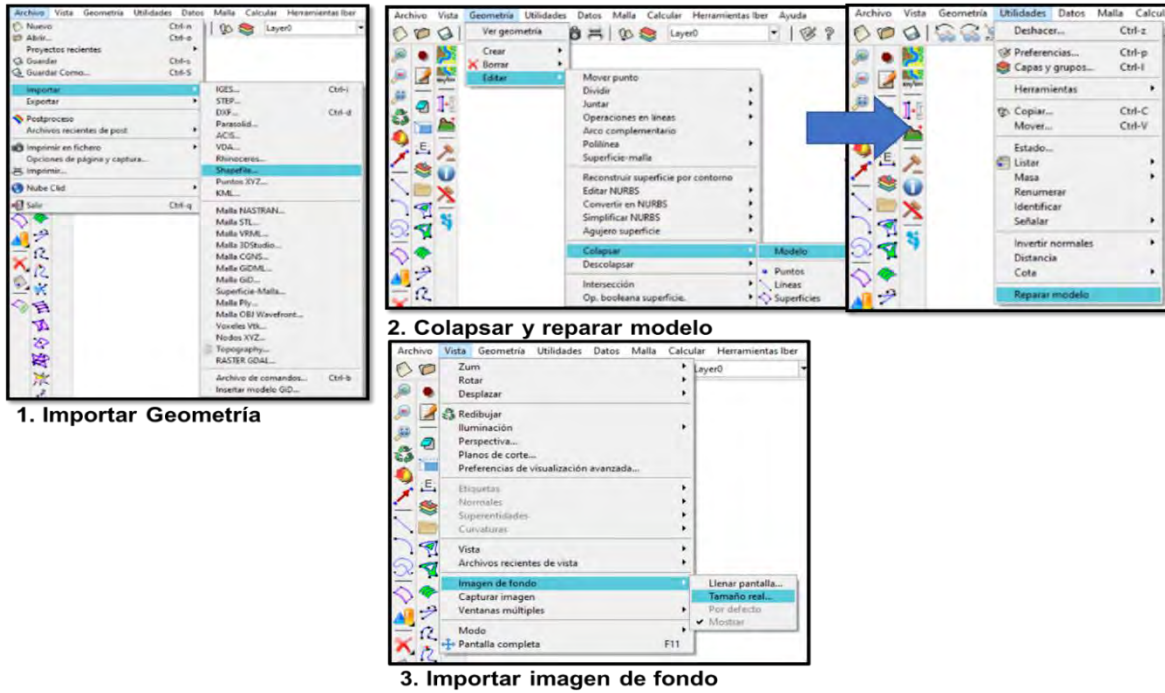 Archivo Vista Geometría Utilidades Datos Malla Calcular Herramientas Iber
Nuevo Ctrl-n
Layer0
Abrir... Ctrl-o
Proyectos recientes
Guardar Ctrl-s
Guardar Como... Ctrl-S
Importar
Exportar
Postproceso
Archivos recientes de post
Imprimir en fichero
Opciones de página y captura...
Imprimir...
Nube Clid
Salir Ctrl-q
IGES... Ctrl-i
STEP...
DXF... Ctrl-d
Parasolid...
ACIS...
VDA...
Rhinoceros...
Shapefile...
Puntos XYZ...
KML...
Malla NASTRAN...
Malla STL...
Malla VRML...
Malla 3DStudio...
Malla CGNS...
Malla GiDML...
Malla GiD...
Superficie-Malla...
Malla Ply...
Malla OBJ Wavefront...
Voxeles Vtk...
Nodos XYZ...
Topography...
RASTER GDAL...
Archivo de comandos... Ctrl-b
Insertar modelo GiD...
1. Importar Geometría
Archivo Vista Geometría Utilidades Datos Malla Calcular Herramientas Iber Ayuda
Ver geometría
Layer0
Crear
Borrar
Editar
Mover punto
Dividir
Juntar
Operaciones en líneas
Arco complementario
Polilínea
Superficie-malla
Reconstruir superficie por contorno
Editar NURBS
Convertir en NURBS
Simplificar NURBS
Agujero superficie
Colapsar
Descolapsar
Intersección
Op. booleana superficie.
Modelo
Puntos
Líneas
Superficies
Archivo Vista Geometría Utilidades Datos Malla Calcul
Deshacer... Ctrl-z
Preferencias... Ctrl-p
Capas y grupos... Ctrl-l
Herramientas
Copiar... Ctrl-C
Mover... Ctrl-V
Estado...
Listar
Masa
Renumerar
Identificar
Señalar
Invertir normales
Distancia
Cota
Reparar modelo
2. Colapsar y reparar modelo
Archivo Vista Geometría Utilidades Datos Malla Calcular Herramientas Iber
Zum
Layer0
Rotar
Desplazar
Redibujar
Iluminación
Perspectiva...
Planos de corte...
Preferencias de visualización avanzada...
Etiquetas
Normales
Superentidades
Curvaturas
Vista
Archivos recientes de vista
Imagen de fondo
Capturar imagen
Ventanas múltiples
Modo
Pantalla completa F11
Llenar pantalla...
Tamaño real...
Por defecto
Mostrar
3. Importar imagen de fondo